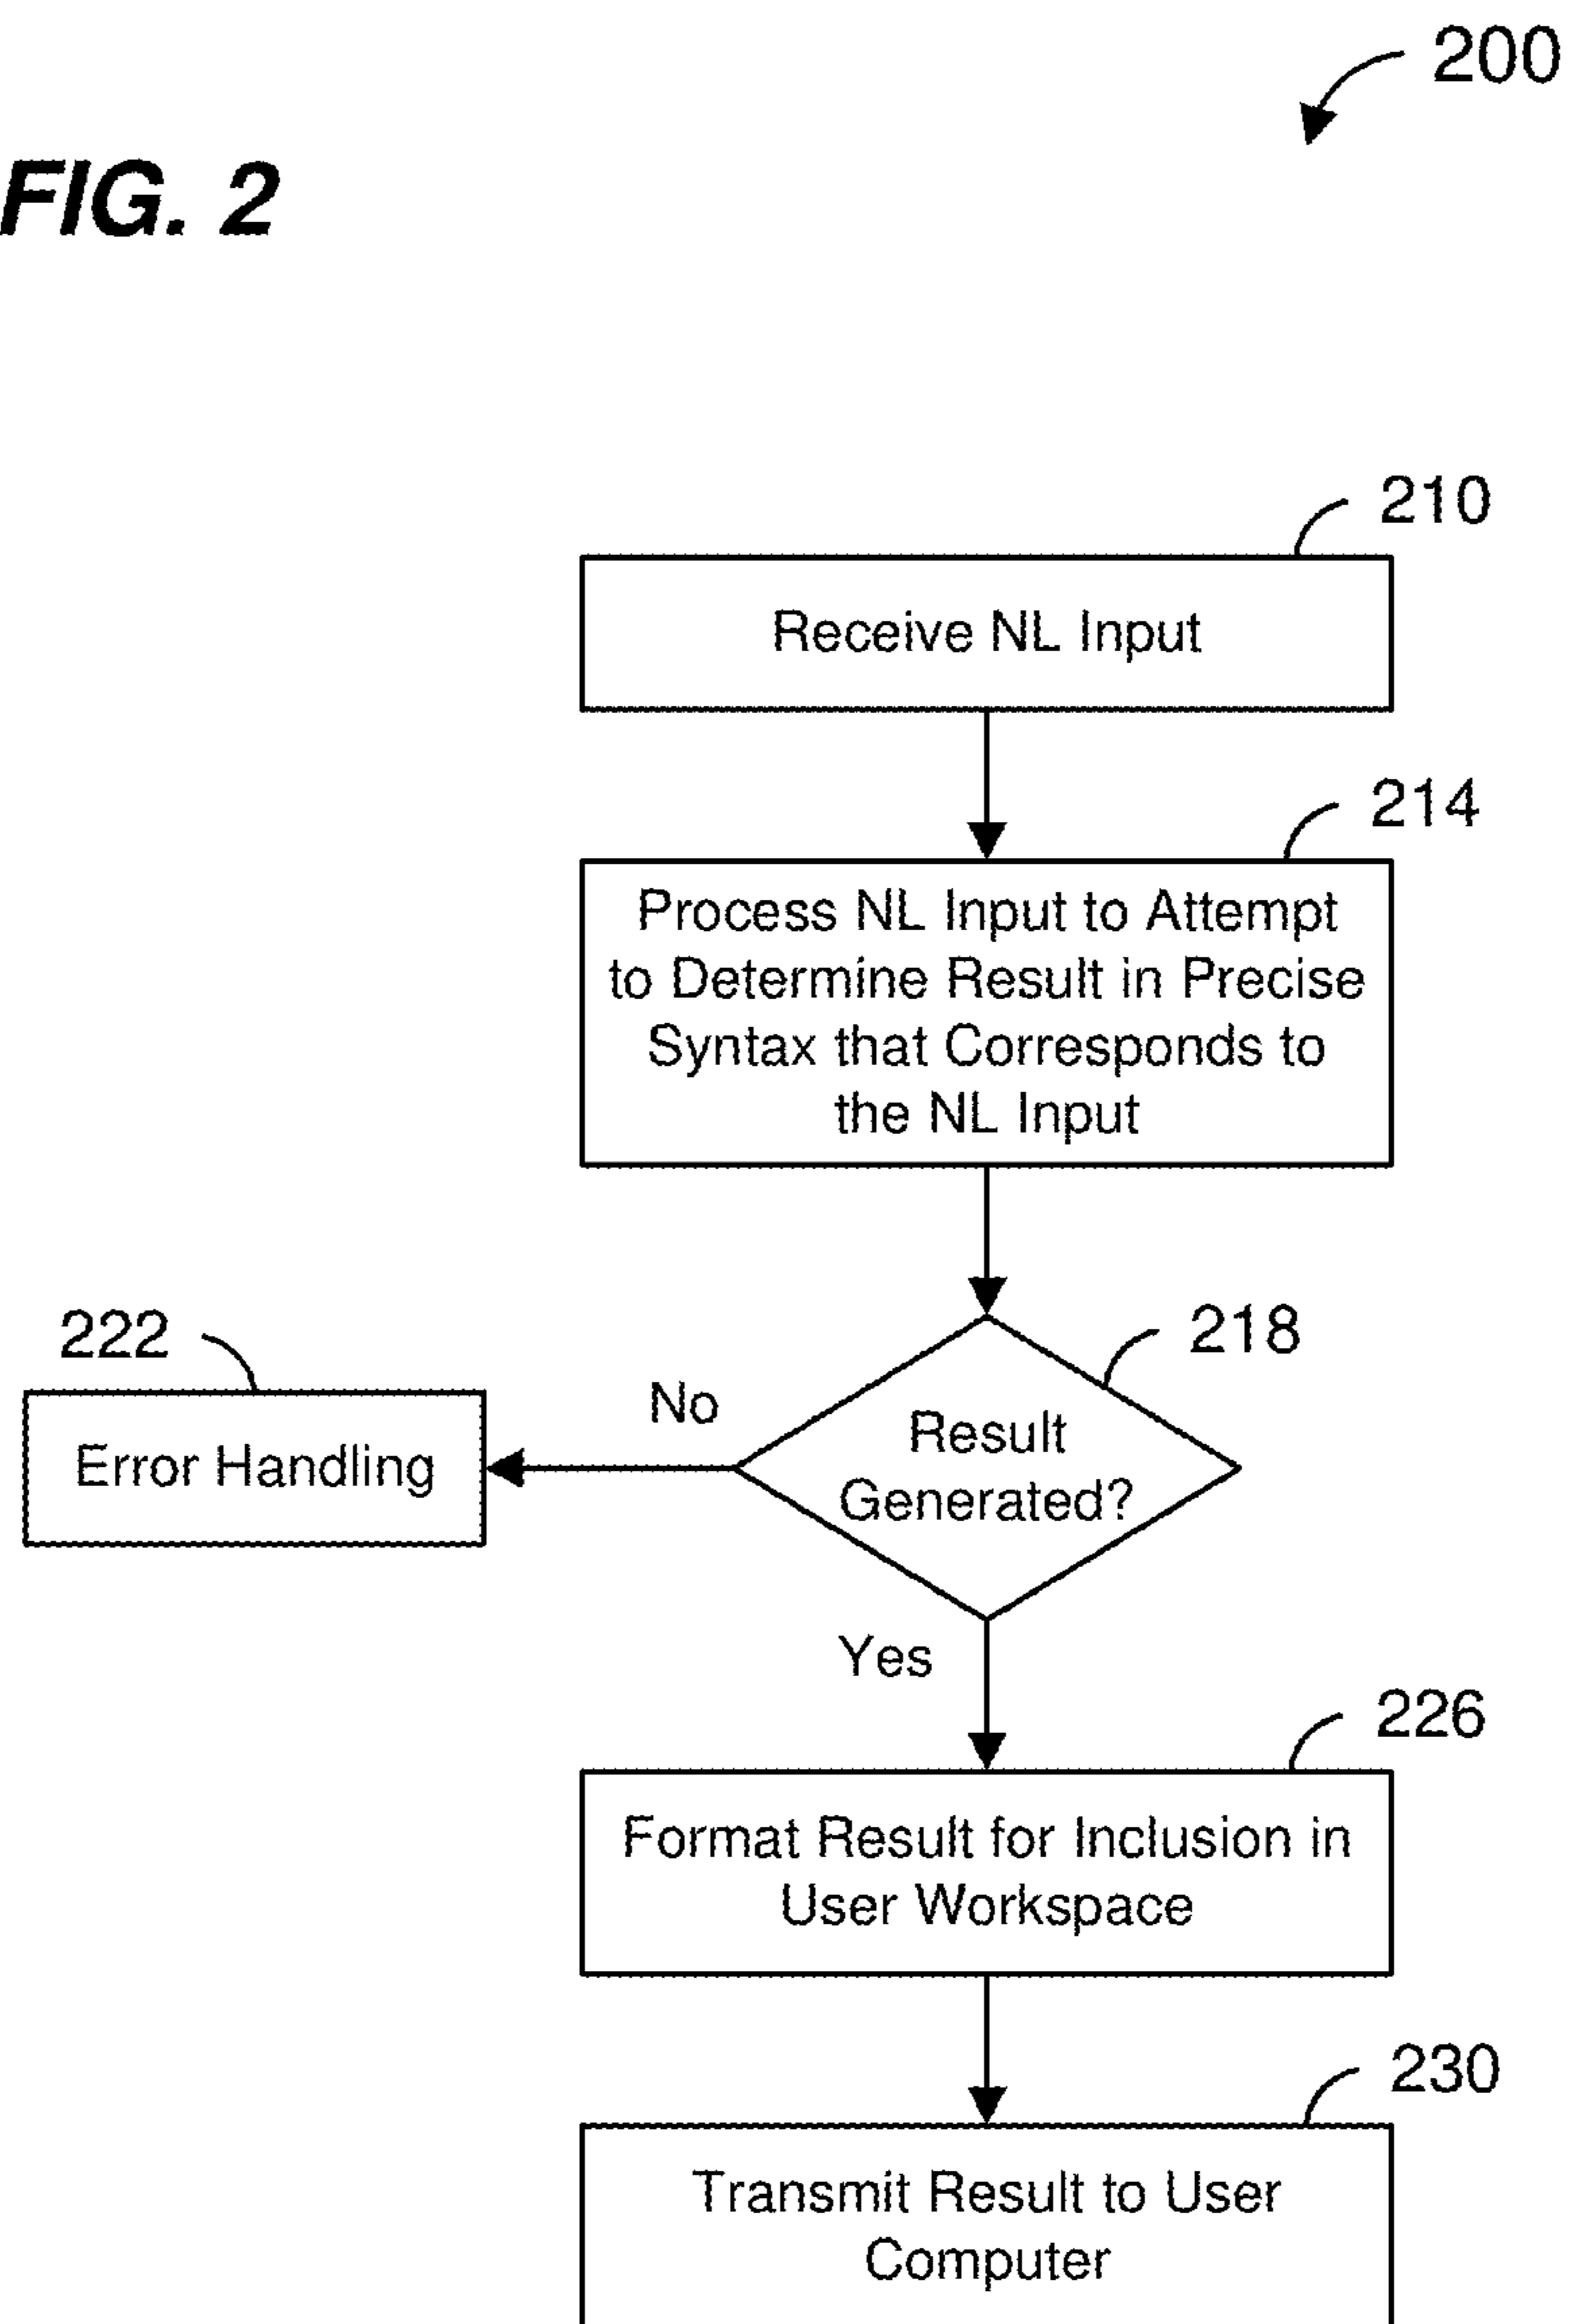 200
FIG. 2
210
Receive NL Input
214
Process NL Input to Attempt
to Determine Result in Precise
Syntax that Corresponds to
the NL Input
222
218
No
Result
Generated?
Error Handling
Yes
226
Format Result for Inclusion in
User Workspace
230
Transmit Result to User
Computer